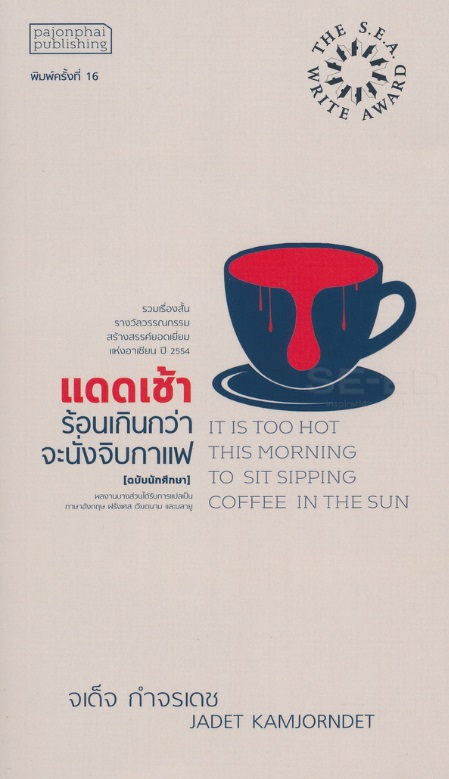 pajonphai
publishing
พิมพ์ครั้งที่ 16
THE S.E.A.
WRITE AWARD
รวมเรื่องสั้น
รางวัลวรรณกรรม
สร้างสรรค์ยอดเยี่ยม
แห่งอาเซียน ปี 2554
แดดเช้า
ร้อนเกินกว่า
จะนั่งจิบกาแฟ
[ฉบับนักศึกษา]
ผลงานบางส่วนได้รับการแปลเป็น
ภาษาอังกฤษ ฝรั่งเศส เวียดนาม และมลายู
SE-ED
IT IS TOO HOT
THIS MORNING
TO SIT SIPPING
COFFEE IN THE SUN
จเด็จ กำจรเดช
JADET KAMJORNDET